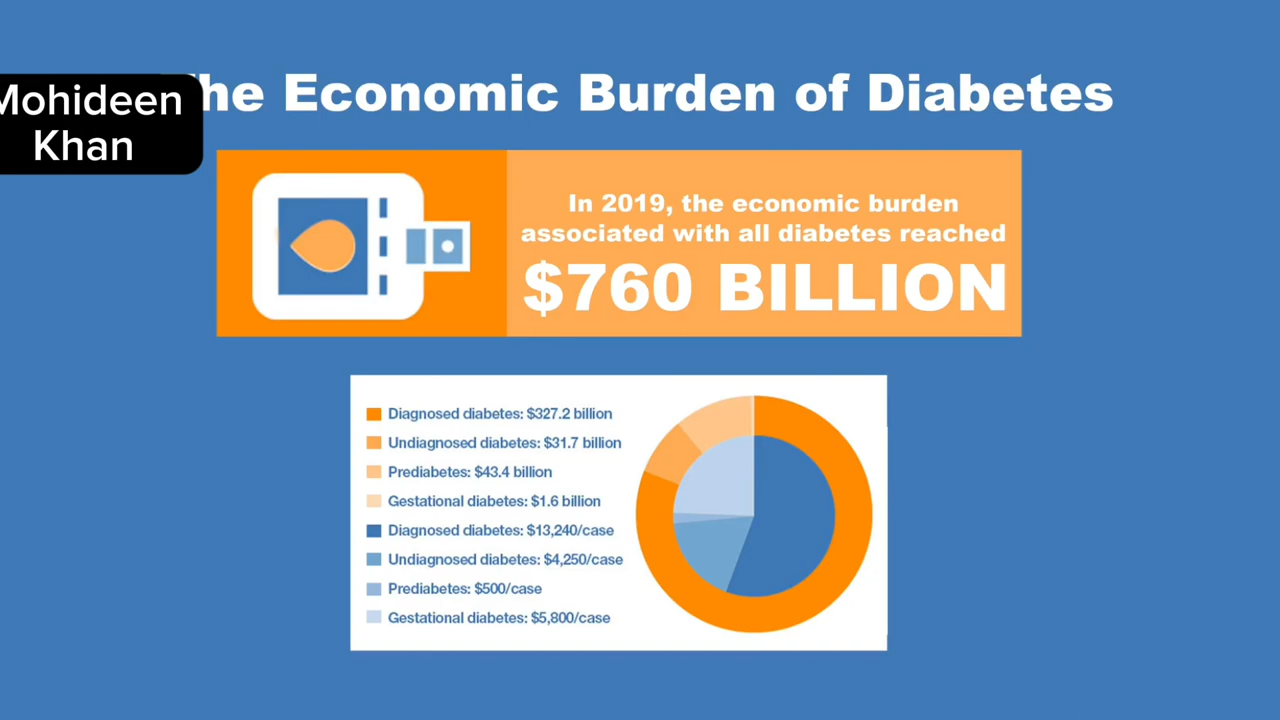 The Economic Burden of Diabetes
Mohideen
Khan
In 2019, the economic burden
associated with all diabetes reached
$760 BILLION
Diagnosed diabetes: $327.2 billion
Undiagnosed diabetes: $31.7 billion
Prediabetes: $43.4 billion
Gestational diabetes: $1.6 billion
Diagnosed diabetes: $13,240/case
Undiagnosed diabetes: $4,250/case
Prediabetes: $500/case
Gestational diabetes: $5,800/case